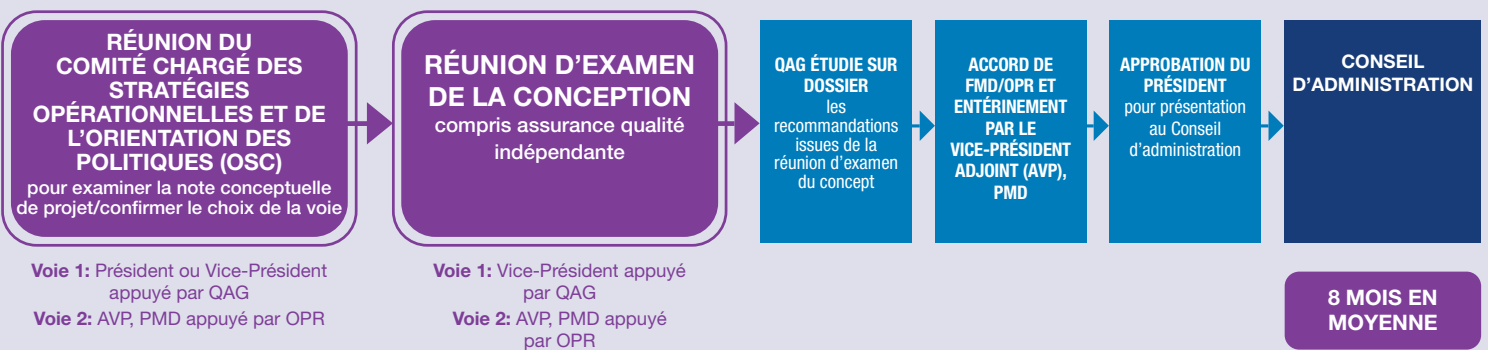 RÉUNION DU
COMITÉ CHARGÉ DES
STRATÉGIES
OPÉRATIONNELLES ET DE
L'ORIENTATION DES
POLITIQUES (OSC)
pour examiner la note conceptuelle
de projet/confirmer le choix de la voie
Voie 1: Président ou Vice-Président
appuyé par QAG
Voie 2: AVP, PMD appuyé par OPR
RÉUNION D'EXAMEN
DE LA CONCEPTION
compris assurance qualité
indépendante
Voie 1: Vice-Président appuyé
par QAG
Voie 2: AVP, PMD appuyé
par OPR
QAG ÉTUDIE SUR
DOSSIER
les
recommandations
issues de la
réunion d'examen
du concept
ACCORD DE
FMD/OPR ET
ENTÉRINEMENT
PAR LE
VICE-PRÉSIDENT
ADJOINT (AVP),
PMD
APPROBATION DU
PRÉSIDENT
pour présentation
au Conseil
d'administration
CONSEIL
D'ADMINISTRATION
8 MOIS EN
MOYENNE